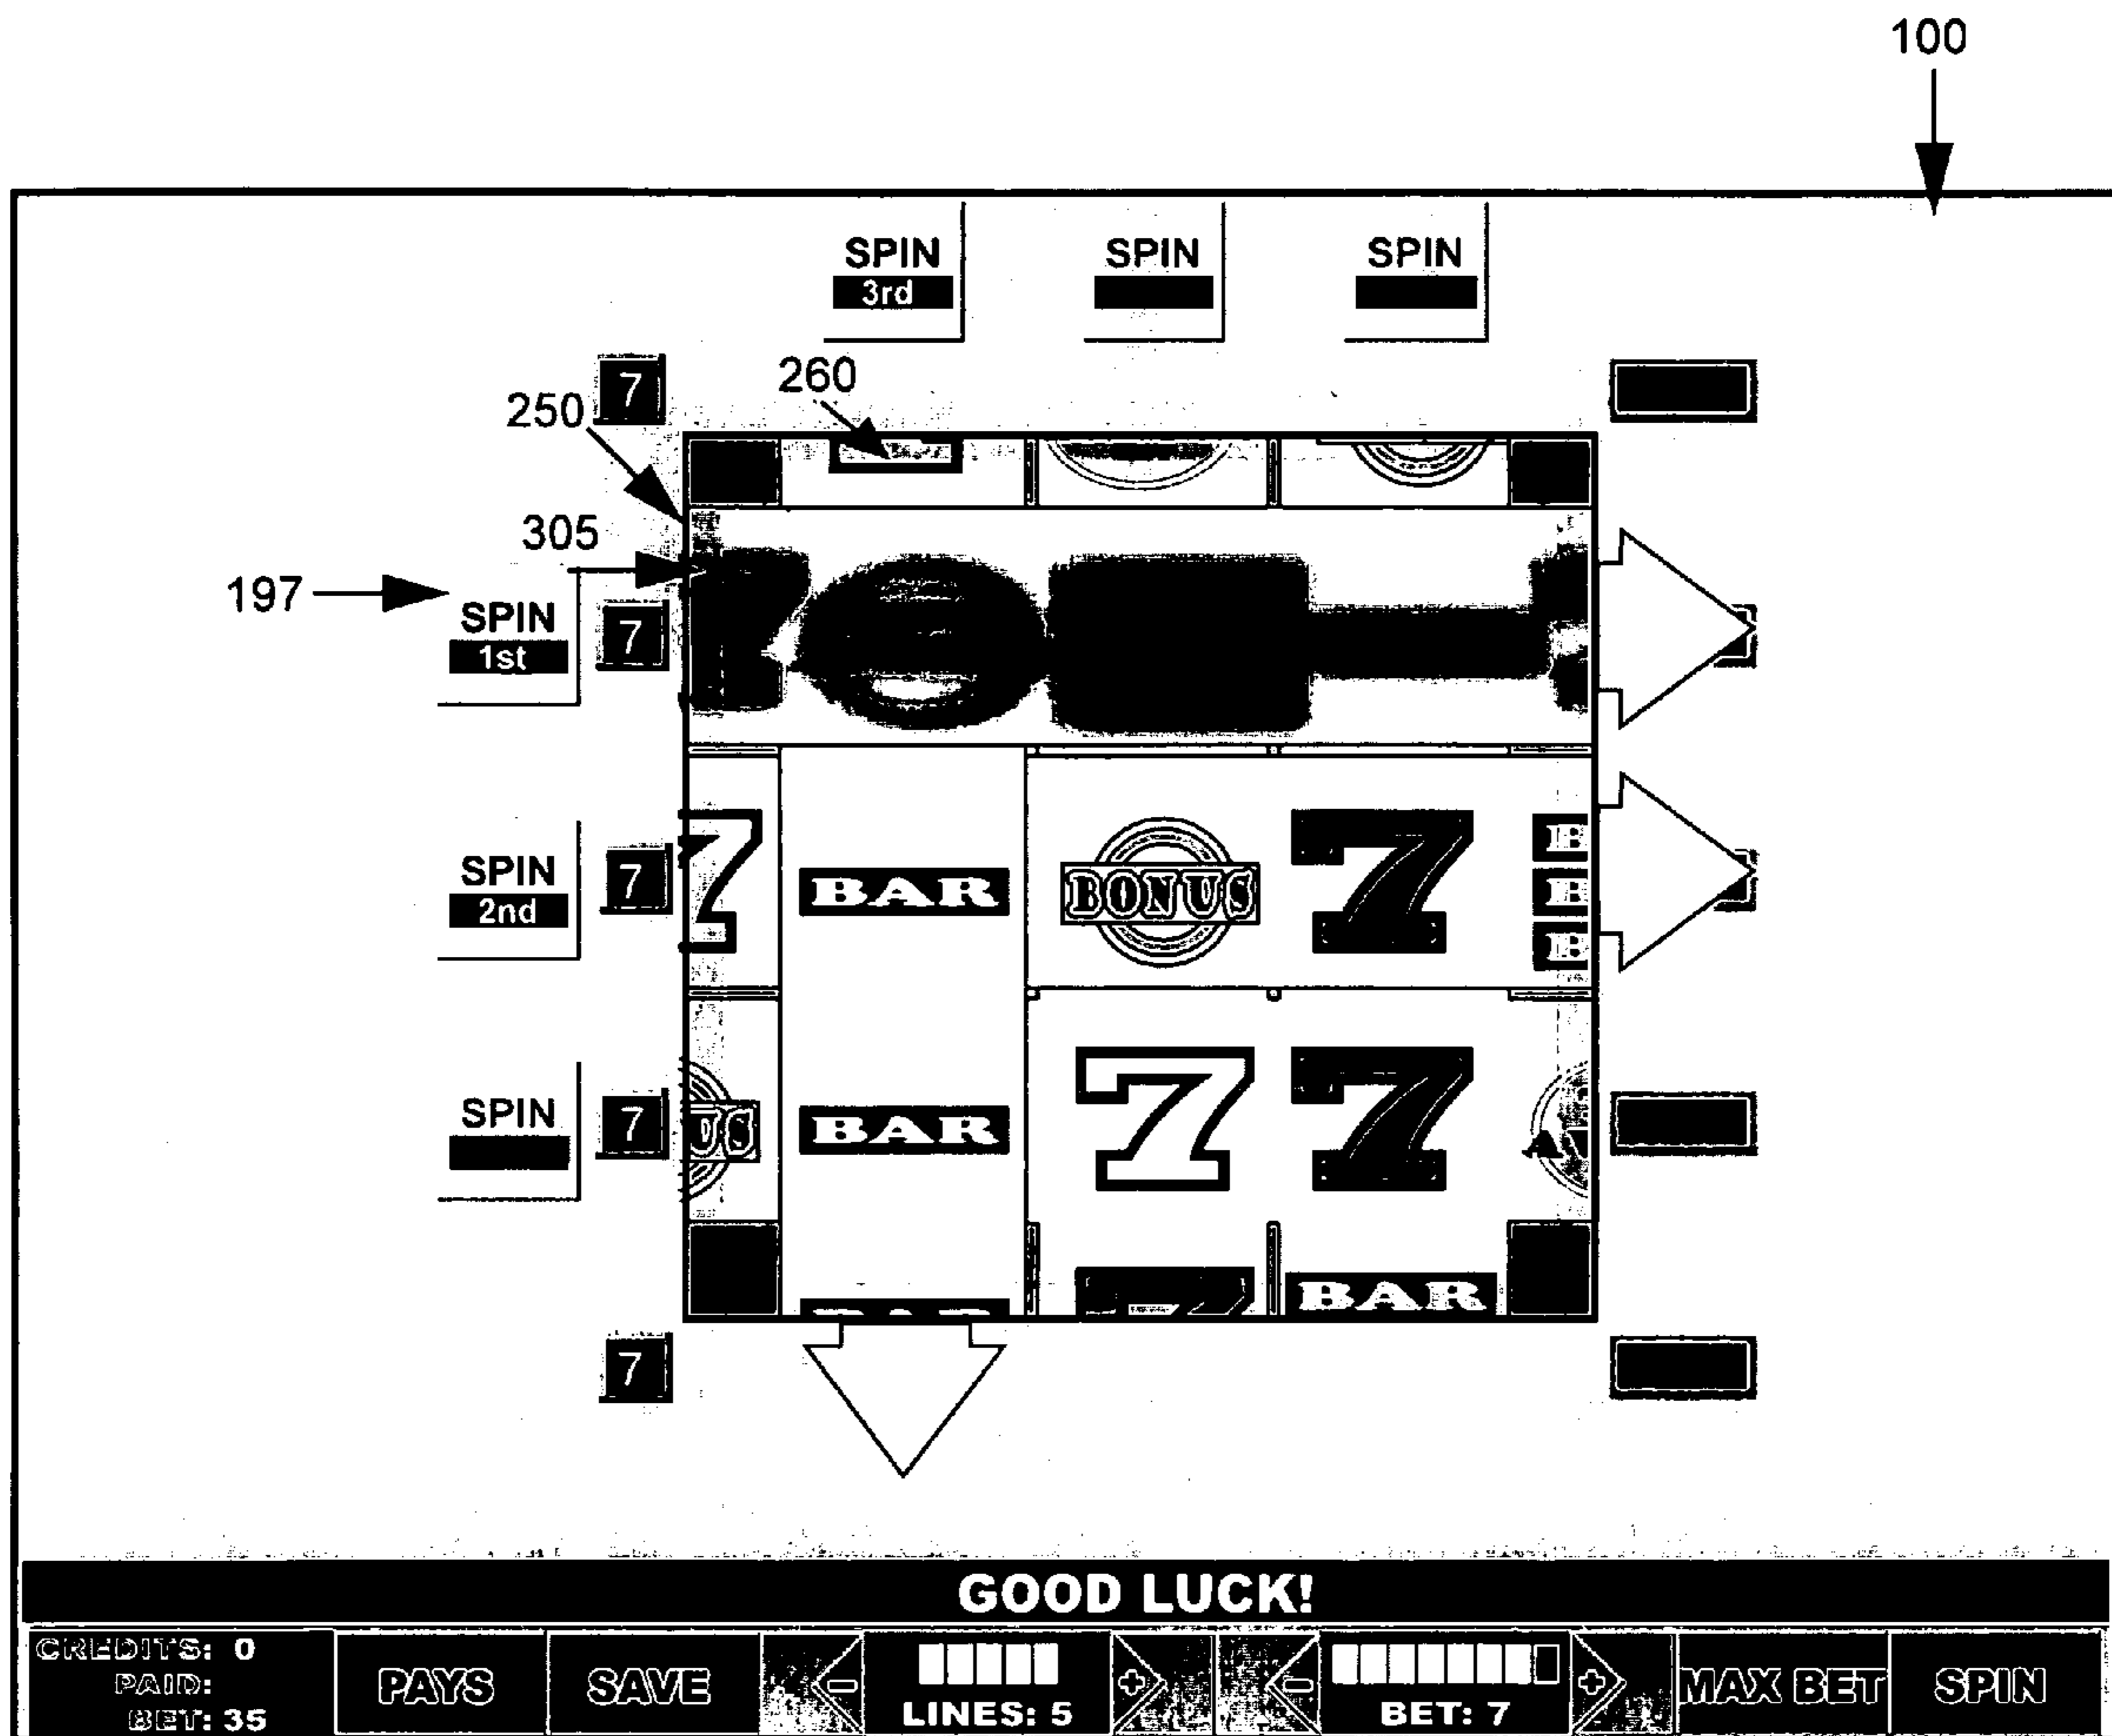 100
SPIN SPIN SPIN
3rd
7
260
250
305
197
SPIN
1st
7
SPIN
2nd
7
7 BAR BONUS 7 B
B
B
SPIN
7
US BAR 7 7
BAR
7
GOOD LUCK!
CREDITS: 0
PAID:
BET: 35
PAYS
SAVE
-
LINES: 5
+
-
BET: 7
+
MAX BET
SPIN